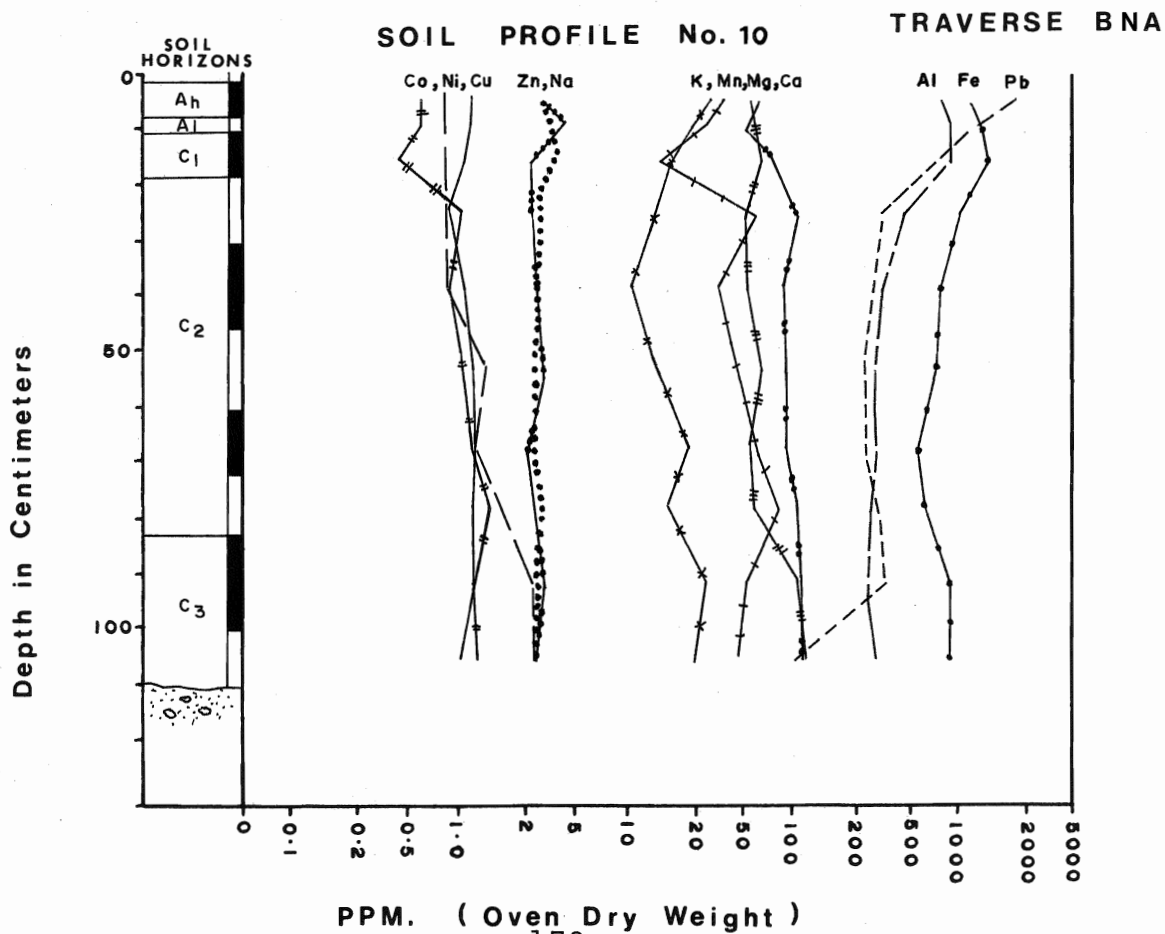 TRAVERSE BNA
SOIL PROFILE No. 10
SOIL
HORIZONS
Co, Ni, Cu Zn, Na K, Mn, Mg, Ca Al Fe Pb
0
Ah
Al
C1
C2
50
C3
100
Depth in Centimeters
0 0.1 0.2 0.5 1.0 2 5 10 20 50 100 200 500 1000 2000 5000
PPM. ( Oven Dry Weight )